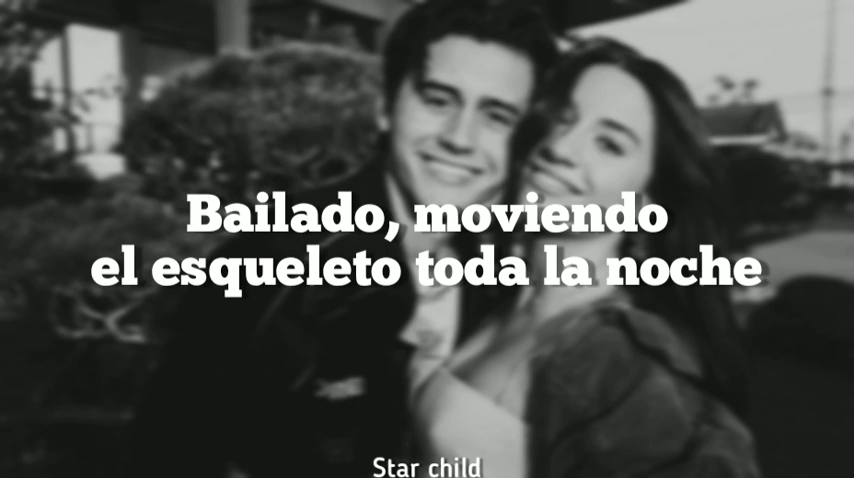 Bailado, moviendo
el esqueleto toda la noche
Star child